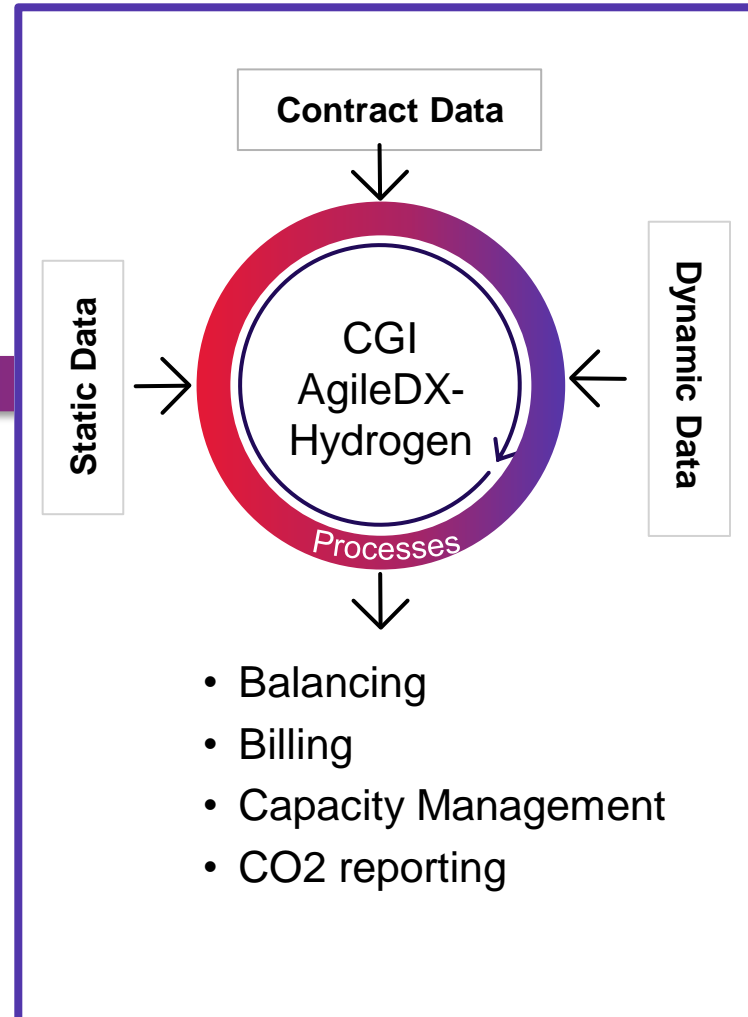 Contract Data
Static Data
Dynamic Data
CGI
AgileDX-
Hydrogen
Processes
• Balancing
• Billing
• Capacity Management
• CO2 reporting